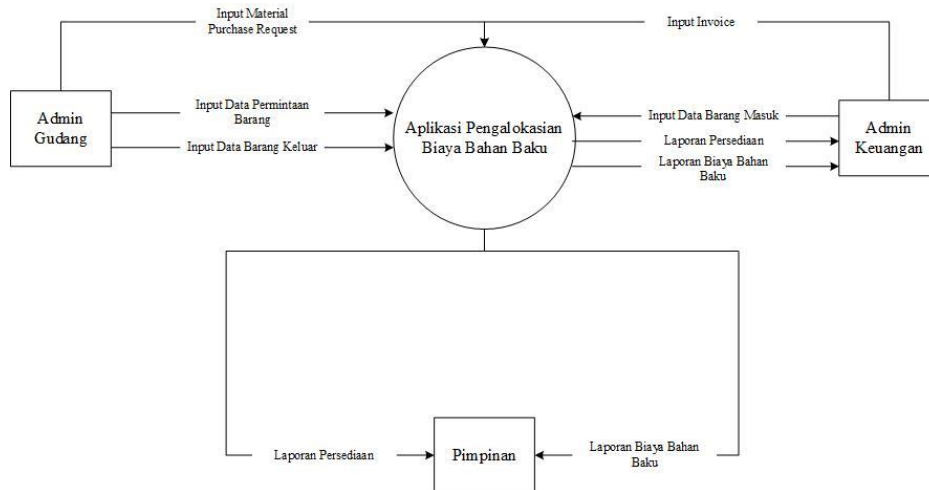 Input Material
Purchase Request
Input Invoice
Admin
Gudang
Input Data Permintaan
Barang
Input Data Barang Keluar
Aplikasi Pengalokasian
Biaya Bahan Baku
Input Data Barang Masuk
Laporan Persediaan
Laporan Biaya Bahan
Baku
Admin
Keuangan
Laporan Persediaan
Pimpinan
Laporan Biaya Bahan
Baku